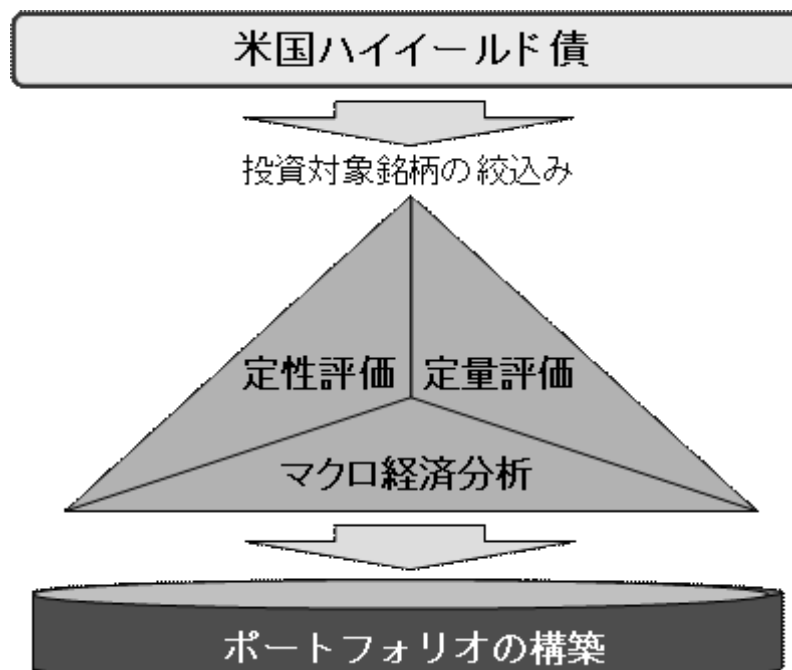 米国ハイイールド債
投資対象銘柄の絞込み
定性評価 定量評価
マクロ経済分析
ポートフォリオの構築